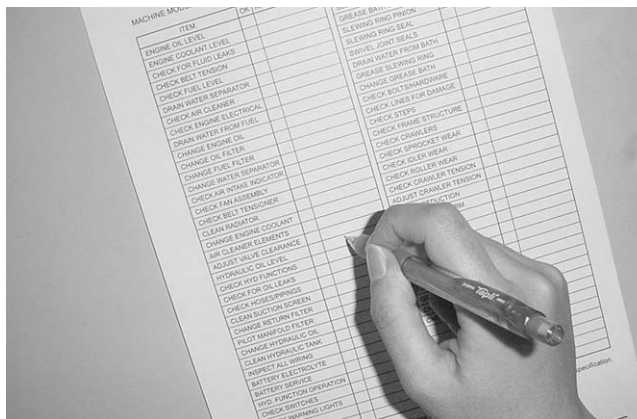 MACHINE
ITEM
OK
ENGINE OIL LEVEL
ENGINE COOLANT LEVEL
CHECK FOR FLUID LEAKS
CHECK BELT TENSION
CHECK FUEL LEVEL
DRAIN WATER SEPARATOR
CHECK AIR CLEANER
CHECK ENGINE ELECTRICAL
DRAIN WATER FROM FUEL
CHANGE ENGINE OIL
CHANGE OIL FILTER
CHANGE FUEL FILTER
CHANGE WATER SEPARATOR
CHECK AIR INTAKE INDICATOR
CHECK FAN ASSEMBLY
CHECK BELT TENSIONER
CLEAN RADIATOR
CHANGE ENGINE COOLANT
AIR CLEANER ELEMENTS
ADJUST VALVE CLEARANCE
HYDRAULIC OIL LEVEL
CHECK HYD FUNCTIONS
CHECK FOR OIL LEAKS
CHECK HOSES/PIPINGS
CLEAN SUCTION SCREEN
CHANGE RETURN FILTER
PILOT MANIFOLD FILTER
CHANGE HYDRAULIC OIL
CLEAN HYDRAULIC TANK
INSPECT ALL WIRING
BATTERY ELECTROLYTE
BATTERY SERVICE
HYD. FUNCTION OPERATION
CHECK SWITCHES
WARNING LIGHTS
GREASE
SLEWING RING PINION
SLEWING RING SEAL
SWIVEL JOINT SEALS
DRAIN WATER FROM BATH
GREASE SLEWING RING
CHANGE GREASE BATH
CHECK BOLTS/HARDWARE
CHECK LINES FOR DAMAGE
CHECK STEPS
CHECK FRAME STRUCTURE
CHECK CRAWLERS
CHECK SPROCKET WEAR
CHECK IDLER WEAR
CHECK ROLLER WEAR
CHECK CRAWLER TENSION
ADJUST CRAWLER TENSION
Tapli
specification.